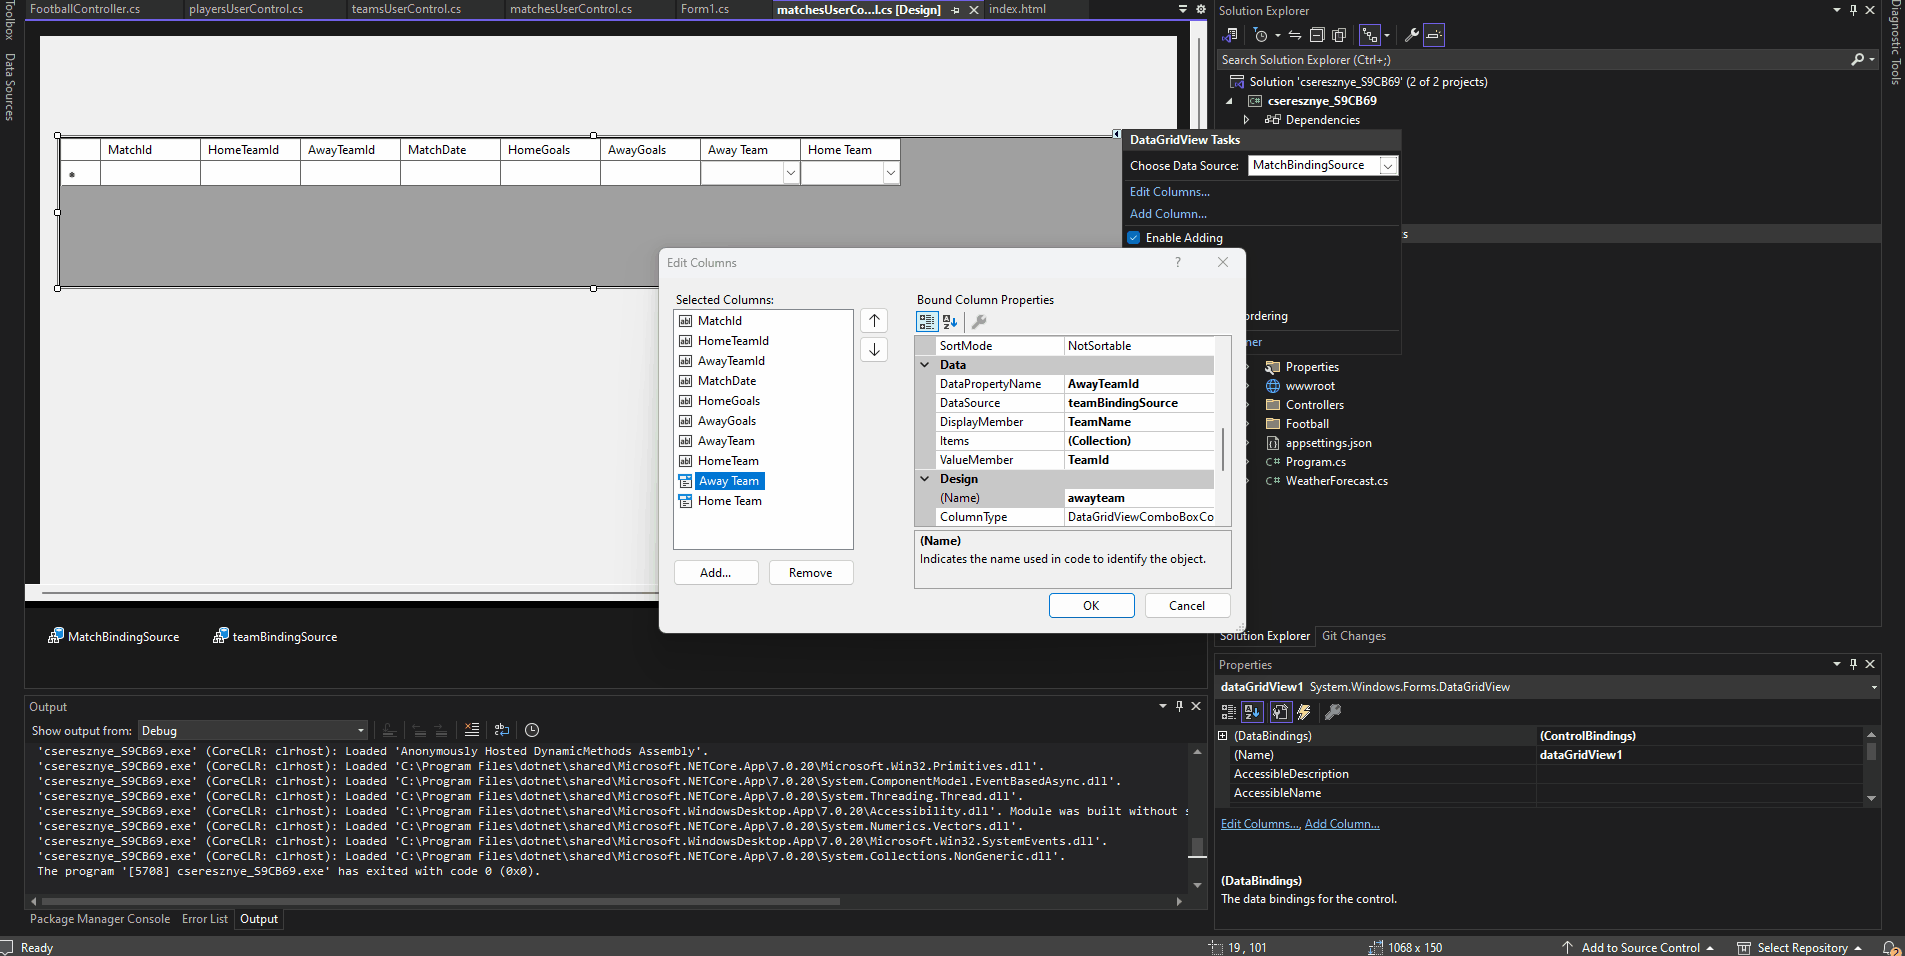 FootballController.cs
playersUserControl.cs
teamsUserControl.cs
matchesUserControl.cs
Form1.cs
matchesUserCo...l.cs [Design]
index.html
Toolbox
Data Sources
MatchId
HomeTeamId
AwayTeamId
MatchDate
HomeGoals
AwayGoals
Away Team
Home Team
DataGridView Tasks
Choose Data Source:
MatchBindingSource
Edit Columns...
Add Column...
Enable Adding
Edit Columns
?
Selected Columns:
MatchId
HomeTeamId
AwayTeamId
MatchDate
HomeGoals
AwayGoals
AwayTeam
HomeTeam
Away Team
Home Team
Add...
Remove
Bound Column Properties
SortMode NotSortable
Data
DataPropertyName AwayTeamId
DataSource teamBindingSource
DisplayMember TeamName
Items (Collection)
ValueMember TeamId
Design
(Name) awayteam
ColumnType DataGridViewComboBoxCo
(Name)
Indicates the name used in code to identify the object.
OK
Cancel
MatchBindingSource
teamBindingSource
Output
Show output from: Debug
'cseresznye_S9CB69.exe' (CoreCLR: clrhost): Loaded 'Anonymously Hosted DynamicMethods Assembly'.
'cseresznye_S9CB69.exe' (CoreCLR: clrhost): Loaded 'C:\Program Files\dotnet\shared\Microsoft.NETCore.App\7.0.20\Microsoft.Win32.Primitives.dll'.
'cseresznye_S9CB69.exe' (CoreCLR: clrhost): Loaded 'C:\Program Files\dotnet\shared\Microsoft.NETCore.App\7.0.20\System.ComponentModel.EventBasedAsync.dll'.
'cseresznye_S9CB69.exe' (CoreCLR: clrhost): Loaded 'C:\Program Files\dotnet\shared\Microsoft.NETCore.App\7.0.20\System.Threading.Thread.dll'.
'cseresznye_S9CB69.exe' (CoreCLR: clrhost): Loaded 'C:\Program Files\dotnet\shared\Microsoft.WindowsDesktop.App\7.0.20\Accessibility.dll'. Module was built without s
'cseresznye_S9CB69.exe' (CoreCLR: clrhost): Loaded 'C:\Program Files\dotnet\shared\Microsoft.NETCore.App\7.0.20\System.Numerics.Vectors.dll'.
'cseresznye_S9CB69.exe' (CoreCLR: clrhost): Loaded 'C:\Program Files\dotnet\shared\Microsoft.WindowsDesktop.App\7.0.20\Microsoft.Win32.SystemEvents.dll'.
'cseresznye_S9CB69.exe' (CoreCLR: clrhost): Loaded 'C:\Program Files\dotnet\shared\Microsoft.NETCore.App\7.0.20\System.Collections.NonGeneric.dll'.
The program '[5708] cseresznye_S9CB69.exe' has exited with code 0 (0x0).
Package Manager Console
Error List
Output
Ready
Solution Explorer
Search Solution Explorer (Ctrl+;)
Solution 'cseresznye_S9CB69' (2 of 2 projects)
C# cseresznye_S9CB69
Dependencies
s
ordering
ner
Properties
wwwroot
Controllers
Football
appsettings.json
C# Program.cs
C# WeatherForecast.cs
Diagnostic Tools
Solution Explorer
Git Changes
Properties
dataGridView1 System.Windows.Forms.DataGridView
(DataBindings) (ControlBindings)
(Name) dataGridView1
AccessibleDescription
AccessibleName
Edit Columns..., Add Column...
(DataBindings)
The data bindings for the control.
19 , 101
1068 x 150
Add to Source Control
Select Repository
2